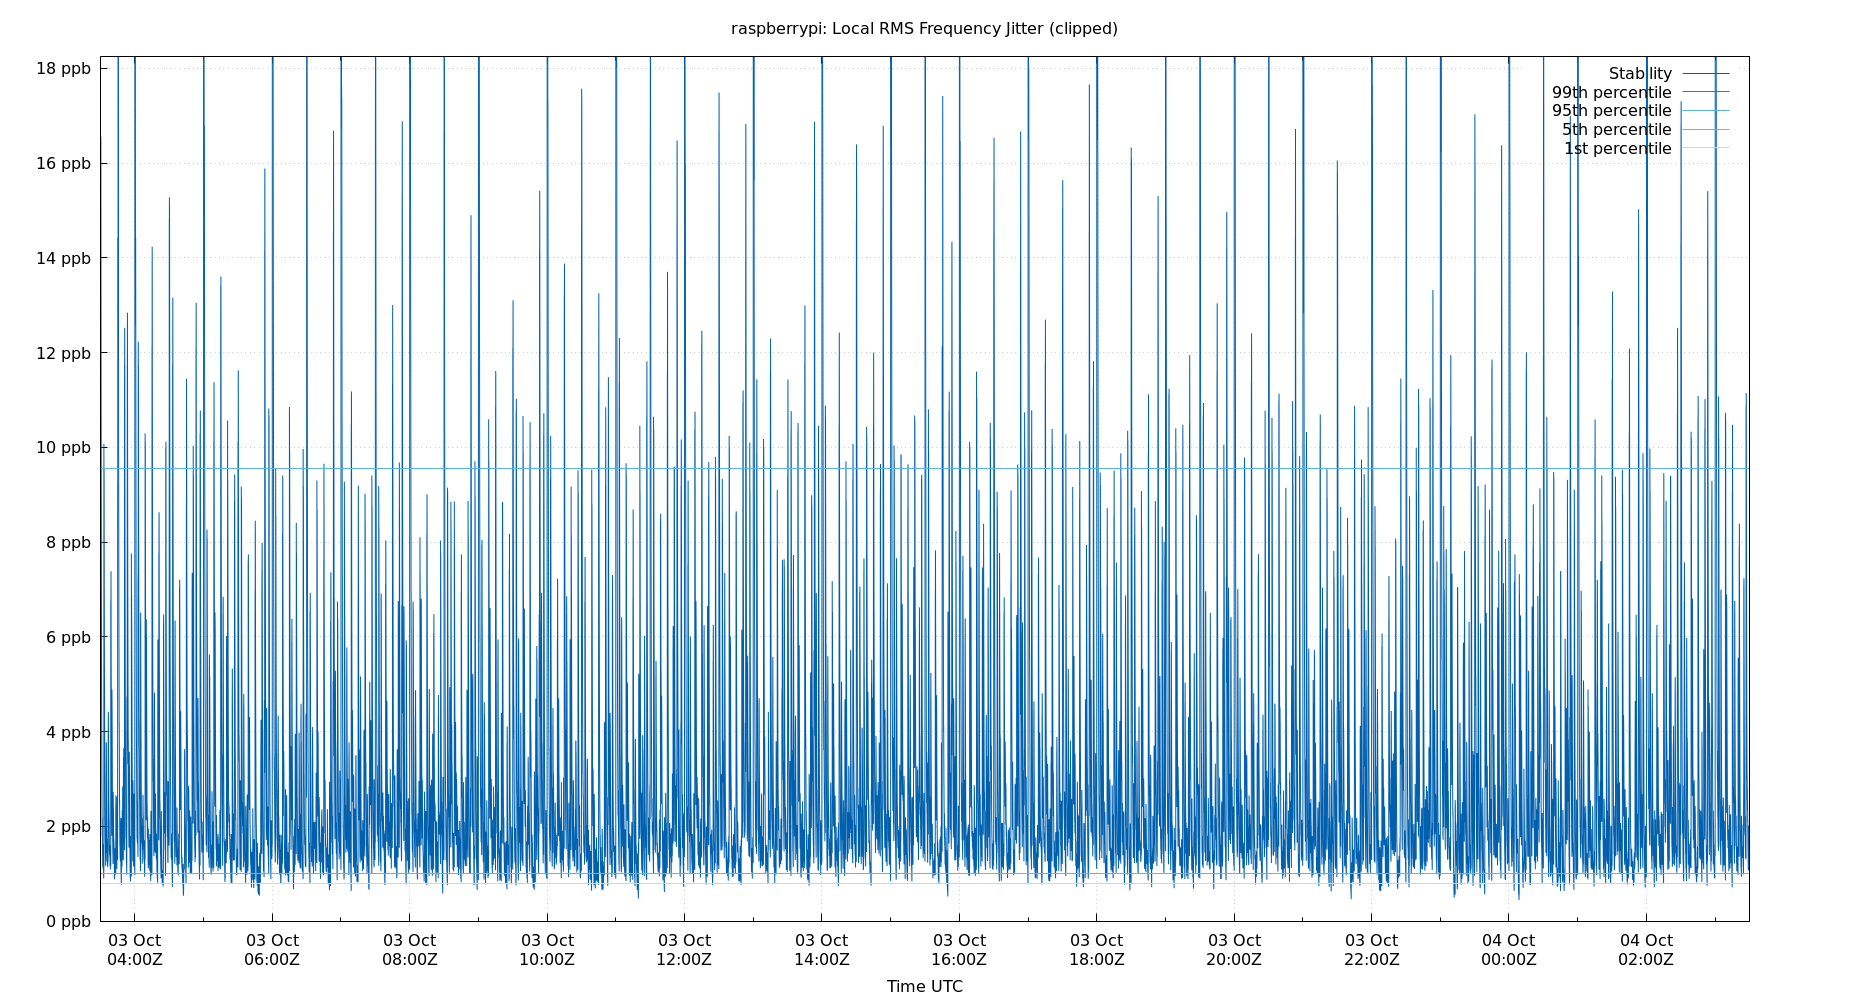 raspberrypi: Local RMS Frequency Jitter (clipped)
18 ppb
16 ppb
14 ppb
12 ppb
10 ppb
8 ppb
6 ppb
4 ppb
2 ppb
0 ppb
Stability
99th percentile
95th percentile
5th percentile
1st percentile
03 Oct 03 Oct 03 Oct 03 Oct 03 Oct 03 Oct 03 Oct 03 Oct 03 Oct 03 Oct 04 Oct 04 Oct
04:00Z 06:00Z 08:00Z 10:00Z 12:00Z 14:00Z 16:00Z 18:00Z 20:00Z 22:00Z 00:00Z 02:00Z
Time UTC